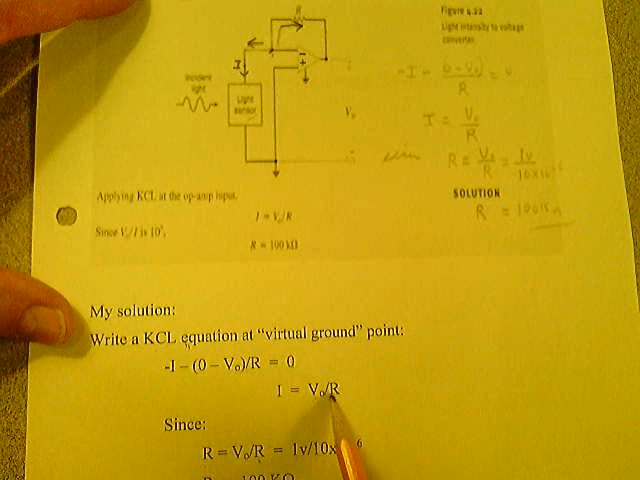 R
Figure 4.22
Light intensity to voltage
converter.
-I - (0-Vo)/R =
I
Incident
light
Light
sensor
Vo
I = Vo/R
R = Vo/R = 1v/10x10
Applying KCL at the op-amp input,
I = Vo/R
SOLUTION
R = 100K
Since Vo/I is 10⁵,
R = 100 kΩ
My solution:
Write a KCL equation at “virtual ground” point:
-I – (0 – Vo)/R = 0
I = Vo/R
Since:
R = Vo/R = 1v/10x 6